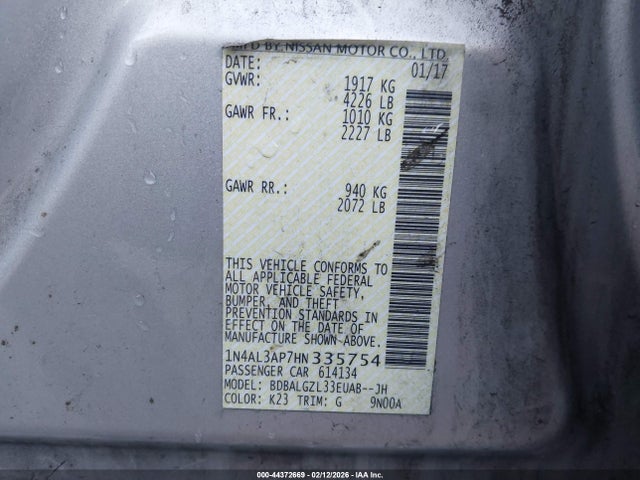 MFD BY NISSAN MOTOR CO., LTD.
DATE: 01/17
GVWR: 1917 KG
4226 LB
GAWR FR.: 1010 KG
2227 LB
GAWR RR.: 940 KG
2072 LB
THIS VEHICLE CONFORMS TO
ALL APPLICABLE FEDERAL
MOTOR VEHICLE SAFETY,
BUMPER, AND THEFT
PREVENTION STANDARDS IN
EFFECT ON THE DATE OF
MANUFACTURE SHOWN ABOVE.
1N4AL3AP7HN335754
PASSENGER CAR 614134
MODEL: BDBALGZL33EUAB--JH
COLOR: K23 TRIM: G 9N00A
00-44372669 - 02/12/2026 - IAA Inc.